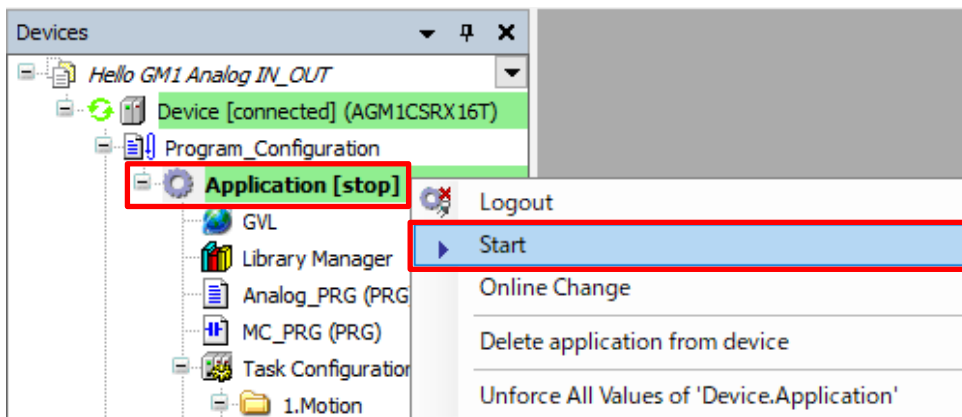 Devices
Hello GM1 Analog IN_OUT
Device [connected] (AGM1CSRX16T)
Program_Configuration
Application [stop]
GVL
Library Manager
Analog_PRG (PRG
MC_PRG (PRG)
Task Configuration
1.Motion
Logout
Start
Online Change
Delete application from device
Unforce All Values of 'Device.Application'